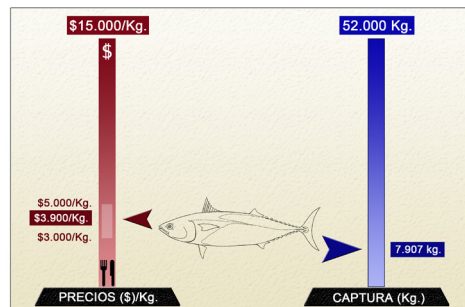 $15.000/Kg.
52.000 Kg.
$
$5.000/Kg.
$3.900/Kg.
$3.000/Kg.
7.907 kg.
PRECIOS ($)/Kg.
CAPTURA (Kg.)